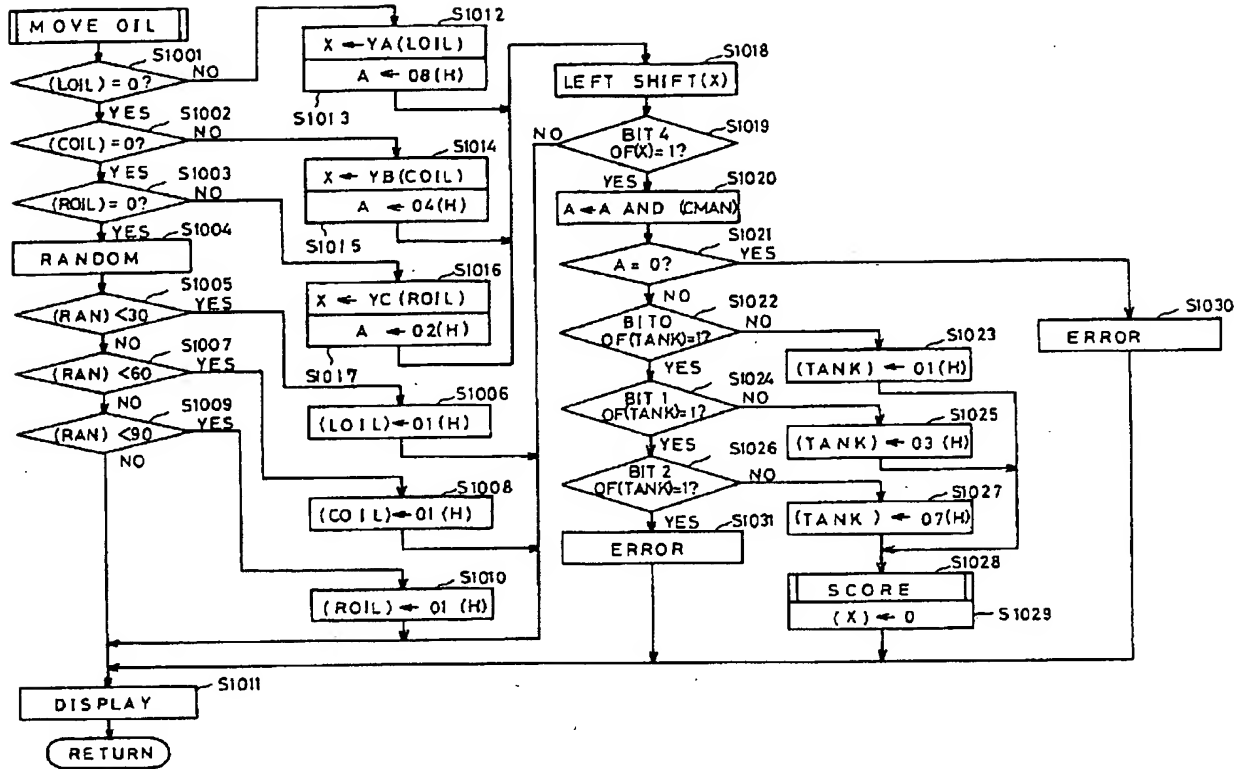 MOVE OIL
S1001
(LOIL) = 0?
NO
YES
S1002
(COIL) = 0?
NO
YES
S1003
(ROIL) = 0?
NO
YES
S1004
RANDOM
S1005
(RAN) <30
YES
NO
S1007
(RAN) <60
YES
NO
S1009
(RAN) <90
YES
NO
S1012
X ← YA(LOIL)
A ← 08(H)
S1013
S1014
X ← YB(COIL)
A ← 04(H)
S1015
S1016
X ← YC(ROIL)
A ← 02(H)
S1017
S1006
(LOIL)←01(H)
S1008
(COIL)←01(H)
S1010
(ROIL)←01(H)
S1011
DISPLAY
RETURN
S1018
LEFT SHIFT(X)
S1019
BIT 4
OF(X)=1?
NO
YES
S1020
A←A AND (CMAN)
S1021
A = 0?
YES
NO
S1022
BIT0
OF(TANK)=1?
NO
YES
S1023
(TANK) ← 01(H)
S1024
BIT 1
OF(TANK)=1?
NO
YES
S1025
(TANK) ← 03(H)
S1026
BIT 2
OF(TANK)=1?
NO
YES
S1027
(TANK) ← 07(H)
S1031
ERROR
S1028
SCORE
(X) ← 0
S1029
S1030
ERROR